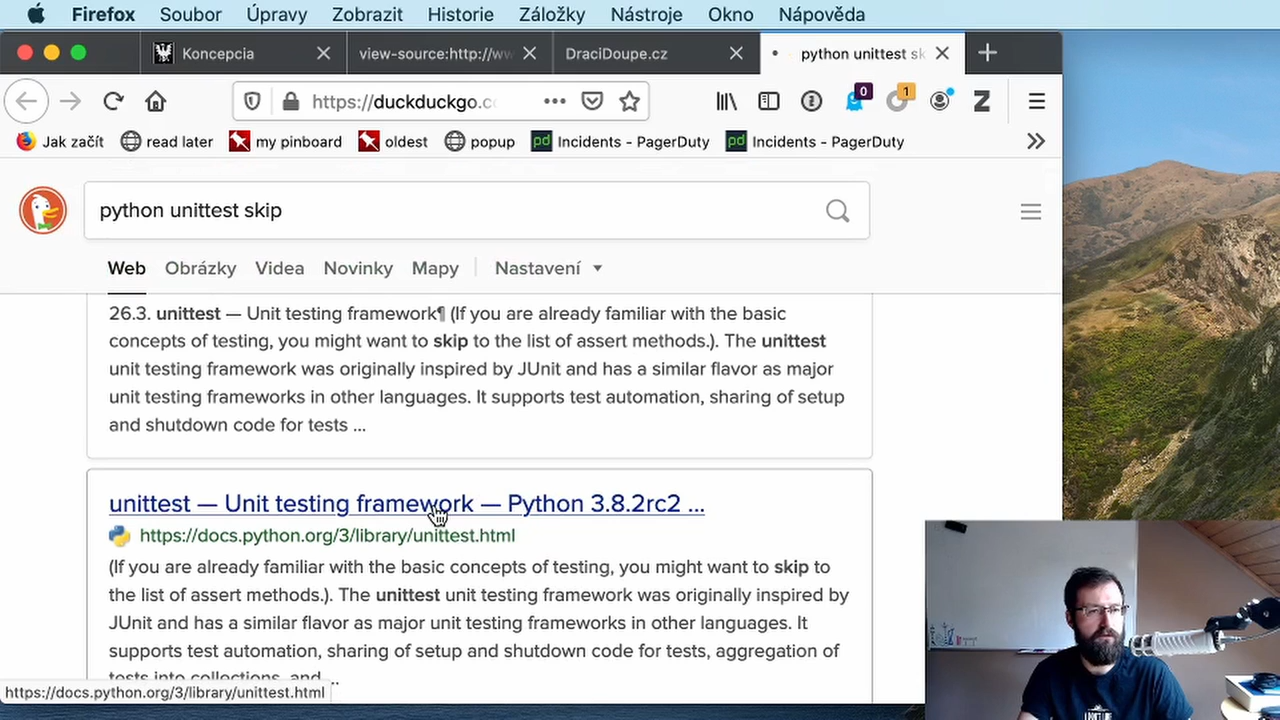 Firefox Soubor Úpravy Zobrazit Historie Záložky Nástroje Okno Nápověda
Koncepcia view-source:http://ww DraciDoupe.cz python unittest sk
https://duckduckgo.c 0 1 Z
Jak začít read later my pinboard oldest popup pd Incidents - PagerDuty pd Incidents - PagerDuty
python unittest skip
Web Obrázky Videa Novinky Mapy Nastavení
26.3. unittest — Unit testing framework¶ (If you are already familiar with the basic
concepts of testing, you might want to skip to the list of assert methods.). The unittest
unit testing framework was originally inspired by JUnit and has a similar flavor as major
unit testing frameworks in other languages. It supports test automation, sharing of setup
and shutdown code for tests ...
unittest — Unit testing framework — Python 3.8.2rc2 ...
https://docs.python.org/3/library/unittest.html
(If you are already familiar with the basic concepts of testing, you might want to skip to
the list of assert methods.). The unittest unit testing framework was originally inspired by
JUnit and has a similar flavor as major unit testing frameworks in other languages. It
supports test automation, sharing of setup and shutdown code for tests, aggregation of
tests into collections, and ...
https://docs.python.org/3/library/unittest.html